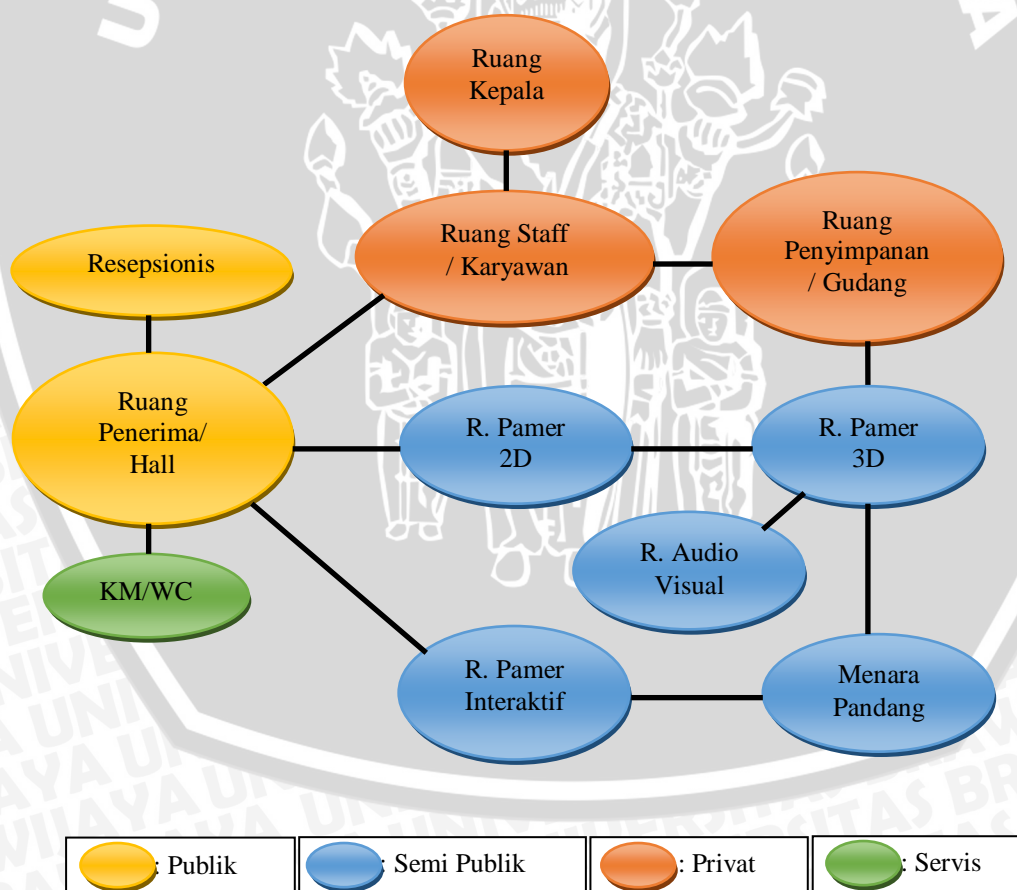 Ruang
Kepala
Ruang Staff
/ Karyawan
Ruang
Penyimpanan
/ Gudang
Resepsionis
Ruang
Penerima/
Hall
R. Pamer
2D
R. Pamer
3D
R. Audio
Visual
KM/WC
R. Pamer
Interaktif
Menara
Pandang
: Publik
: Semi Publik
: Privat
: Servis